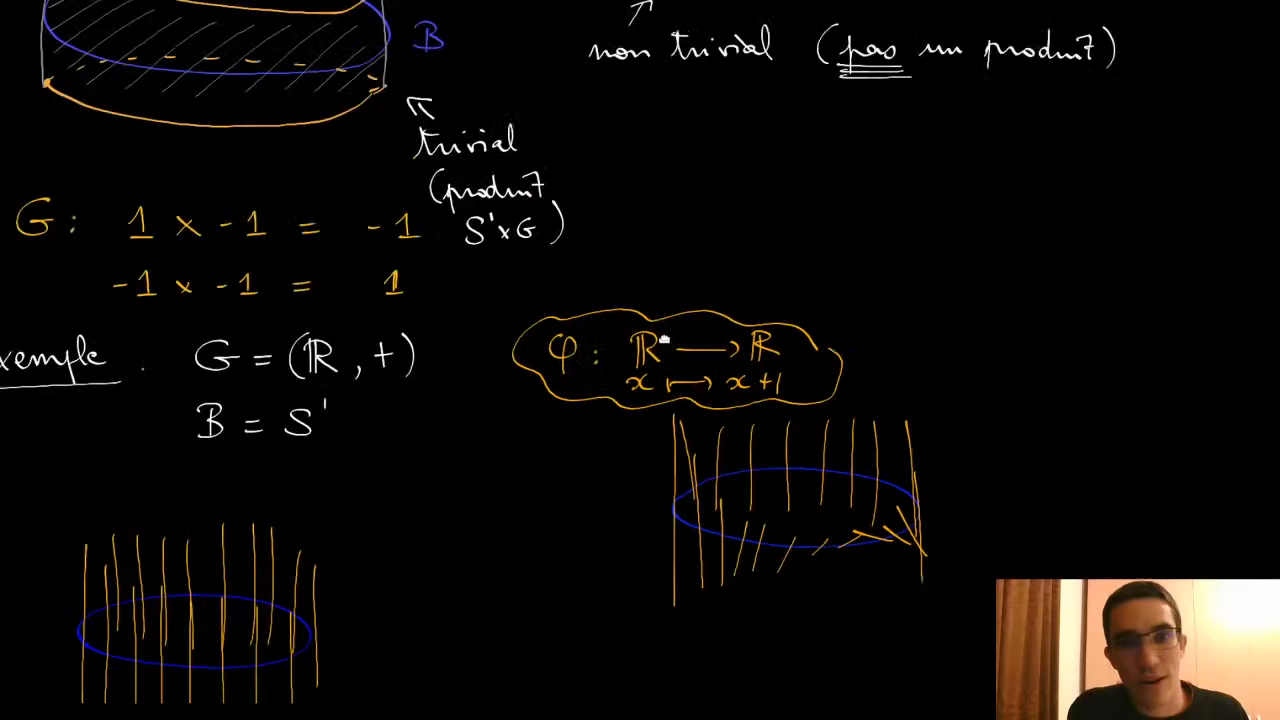 B
non trivial (pas un produit)
π
trivial
(produit
S¹×G)
G: 1 × -1 = -1
-1 × -1 = 1
xemple . G = (ℝ, +)
B = S¹
φ: ℝ ⟶ ℝ
x ⟼ x+1